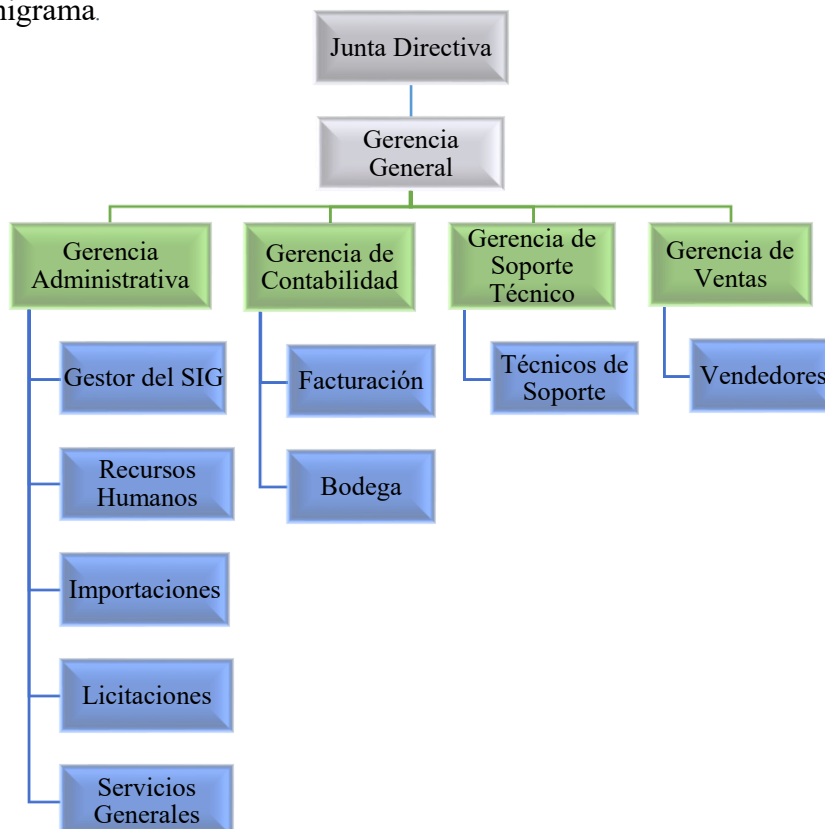 nigrama.
Junta Directiva
Gerencia
General
Gerencia
Administrativa
Gerencia de
Contabilidad
Gerencia de
Soporte
Técnico
Gerencia de
Ventas
Gestor del SIG
Facturación
Técnicos de
Soporte
Vendedores
Recursos
Humanos
Bodega
Importaciones
Licitaciones
Servicios
Generales